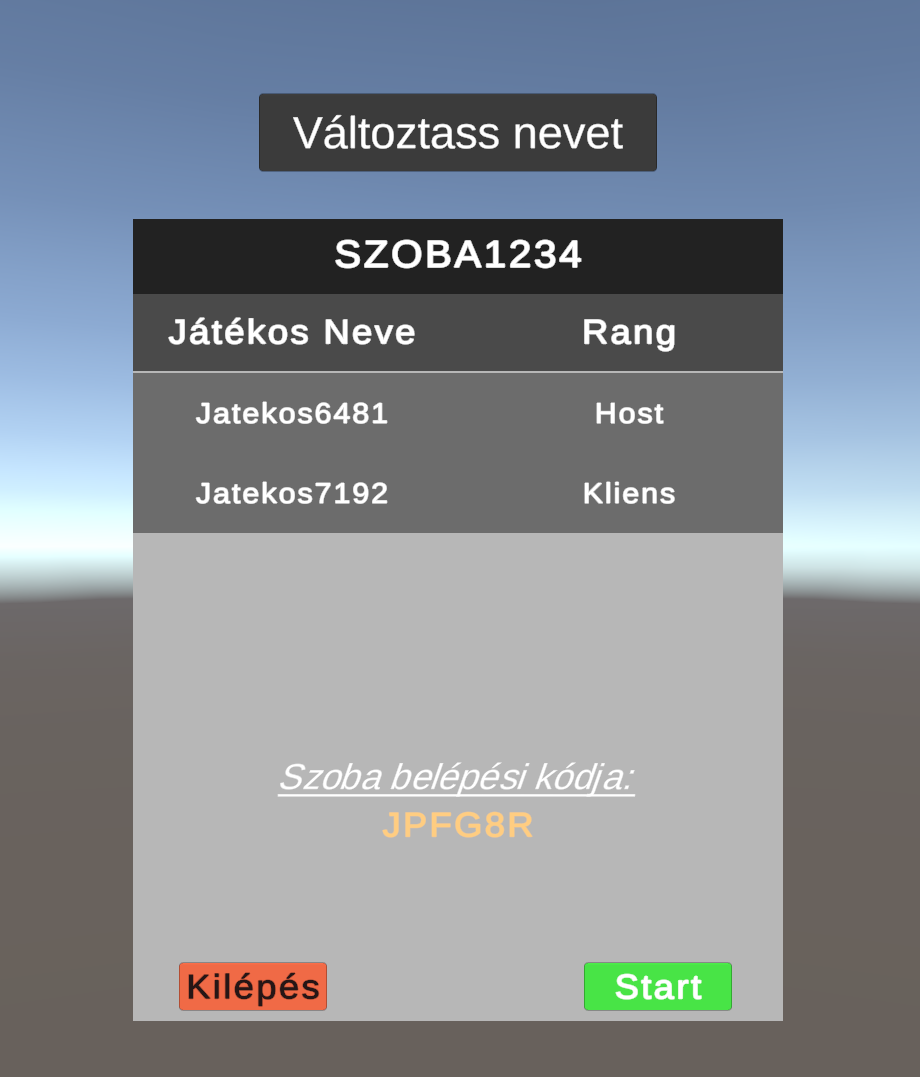 Változtass nevet
SZOBA1234
Játékos Neve Rang
Jatekos6481 Host
Jatekos7192 Kliens
Szoba belépési kódja:
JPFG8R
Kilépés Start